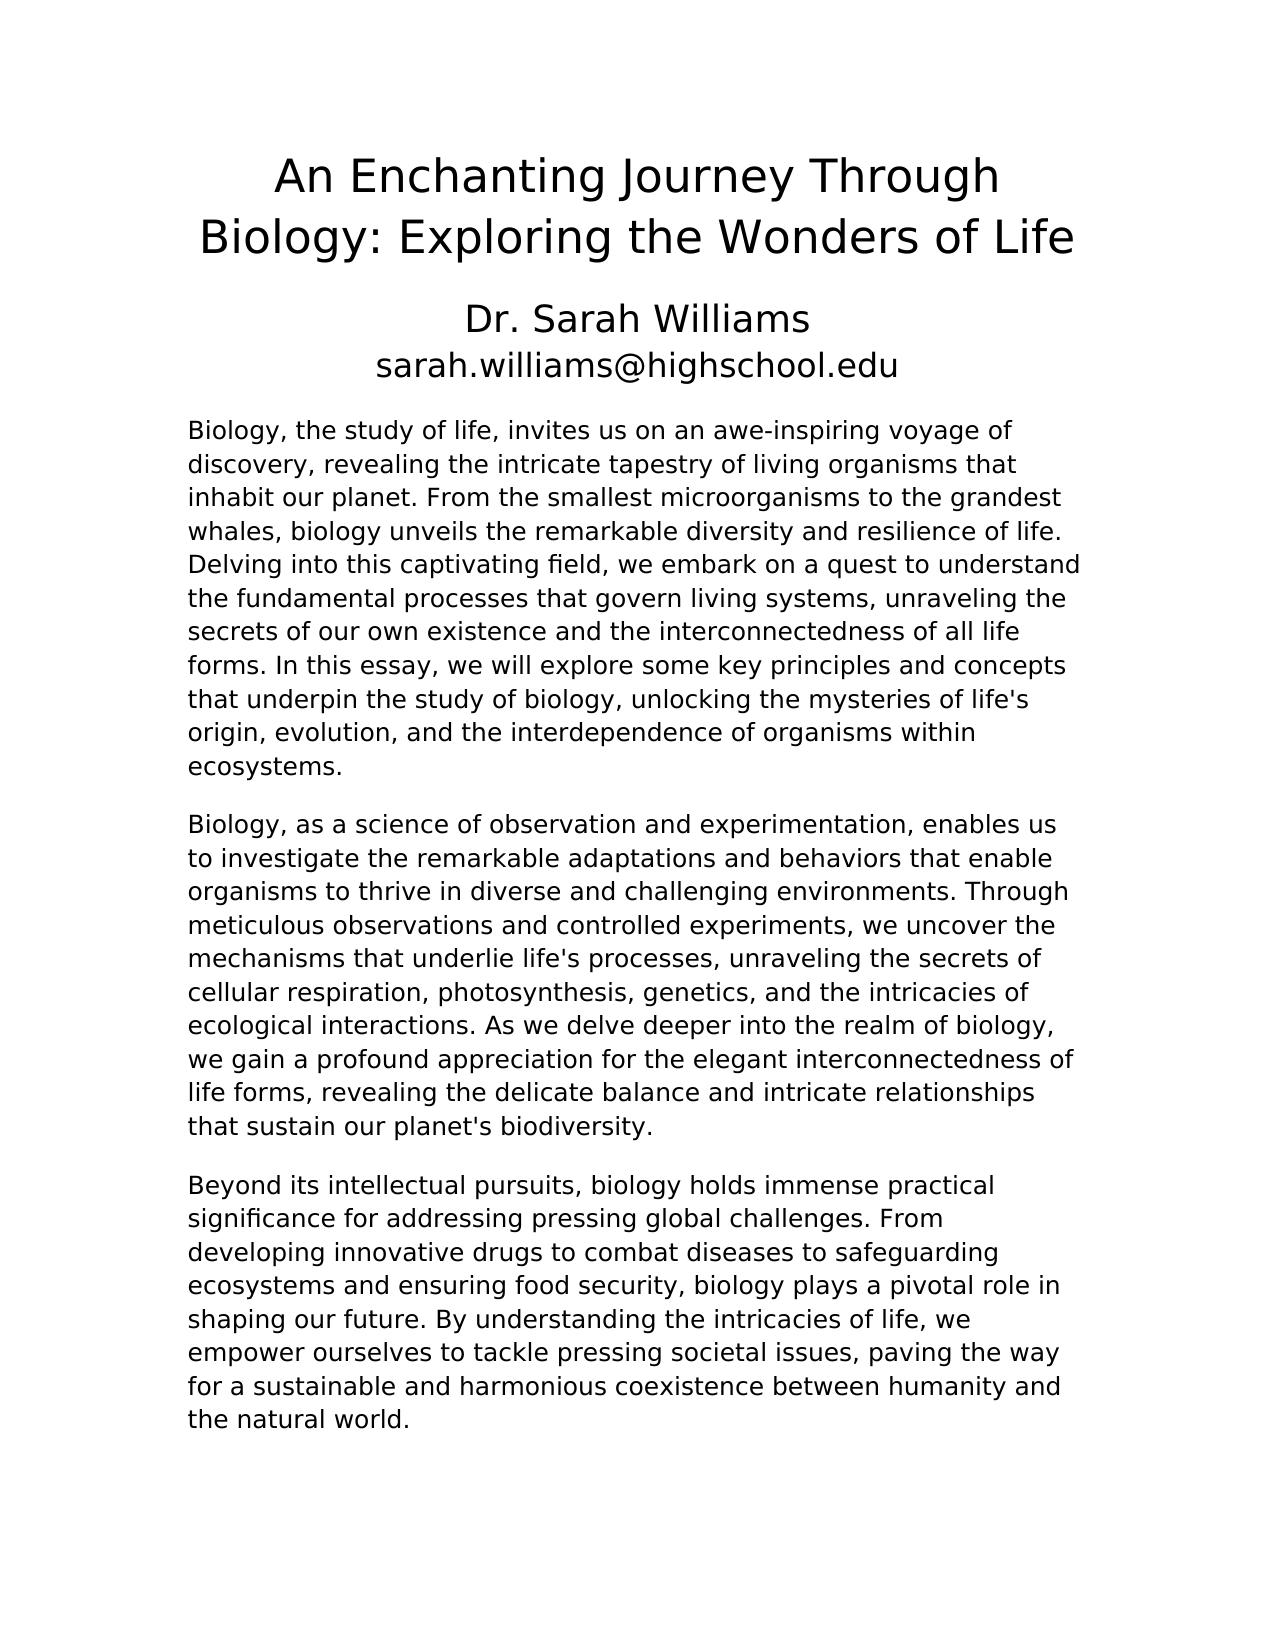 An Enchanting Journey Through
Biology: Exploring the Wonders of Life
Dr. Sarah Williams
sarah.williams@highschool.edu
Biology, the study of life, invites us on an awe-inspiring voyage of
discovery, revealing the intricate tapestry of living organisms that
inhabit our planet. From the smallest microorganisms to the grandest
whales, biology unveils the remarkable diversity and resilience of life.
Delving into this captivating field, we embark on a quest to understand
the fundamental processes that govern living systems, unraveling the
secrets of our own existence and the interconnectedness of all life
forms. In this essay, we will explore some key principles and concepts
that underpin the study of biology, unlocking the mysteries of life's
origin, evolution, and the interdependence of organisms within
ecosystems.
Biology, as a science of observation and experimentation, enables us
to investigate the remarkable adaptations and behaviors that enable
organisms to thrive in diverse and challenging environments. Through
meticulous observations and controlled experiments, we uncover the
mechanisms that underlie life's processes, unraveling the secrets of
cellular respiration, photosynthesis, genetics, and the intricacies of
ecological interactions. As we delve deeper into the realm of biology,
we gain a profound appreciation for the elegant interconnectedness of
life forms, revealing the delicate balance and intricate relationships
that sustain our planet's biodiversity.
Beyond its intellectual pursuits, biology holds immense practical
significance for addressing pressing global challenges. From
developing innovative drugs to combat diseases to safeguarding
ecosystems and ensuring food security, biology plays a pivotal role in
shaping our future. By understanding the intricacies of life, we
empower ourselves to tackle pressing societal issues, paving the way
for a sustainable and harmonious coexistence between humanity and
the natural world.